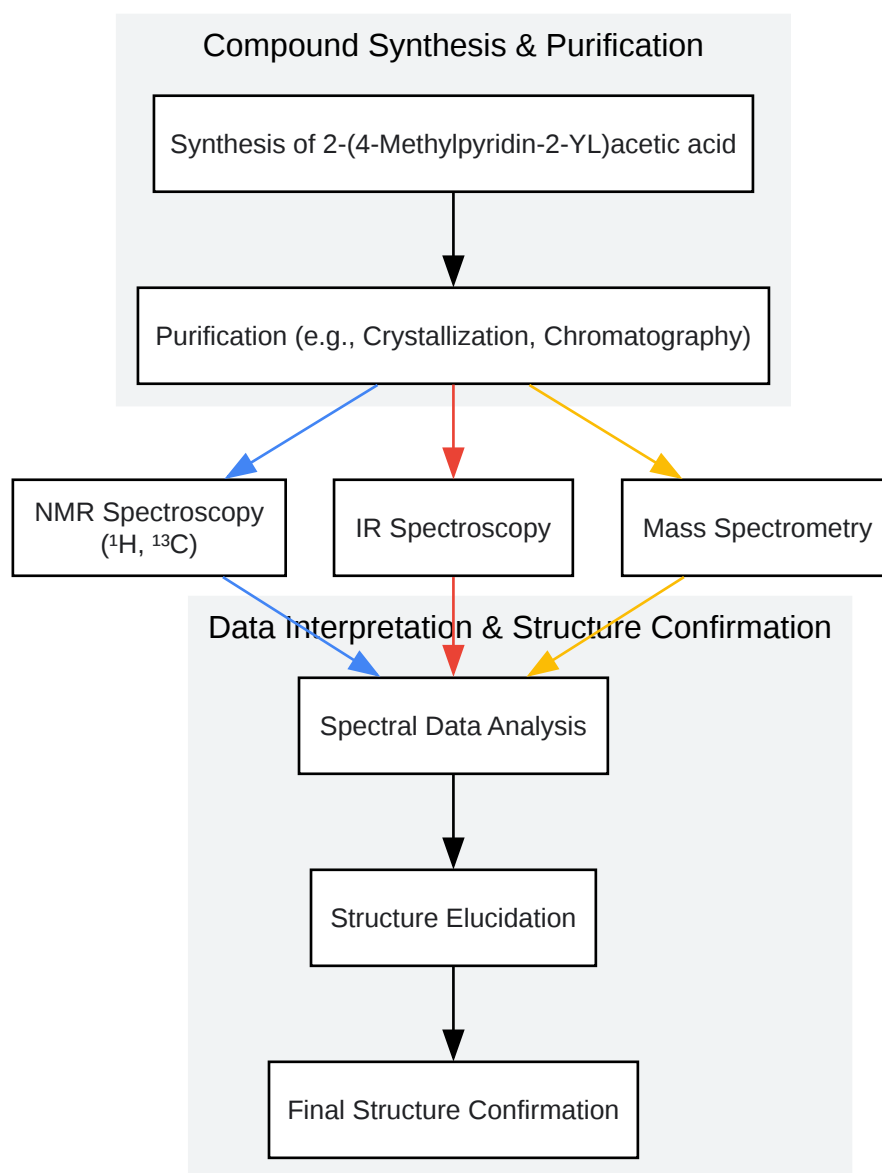 Compound Synthesis & Purification
Synthesis of 2-(4-Methylpyridin-2-YL)acetic acid
Purification (e.g., Crystallization, Chromatography)
NMR Spectroscopy
(¹H, ¹³C)
IR Spectroscopy
Mass Spectrometry
Data Interpretation & Structure Confirmation
Spectral Data Analysis
Structure Elucidation
Final Structure Confirmation